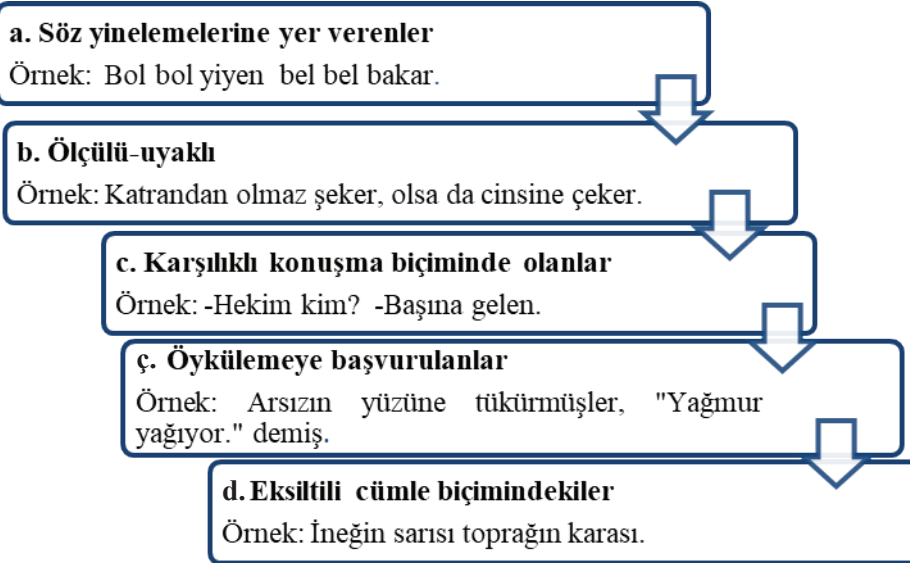 a. Söz yinelemelerine yer verenler
Örnek: Bol bol yiyen bel bel bakar.
b. Ölçülü-uyaklı
Örnek: Katrandan olmaz şeker, olsa da cinsine çeker.
c. Karşılıklı konuşma biçiminde olanlar
Örnek: -Hekim kim? -Başına gelen.
ç. Öykülemeye başvurulanlar
Örnek: Arsızın yüzüne tükürmüşler, "Yağmur
yağıyor." demiş.
d. Eksiltili cümle biçimindekiler
Örnek: İneğin sarısı toprağın karası.